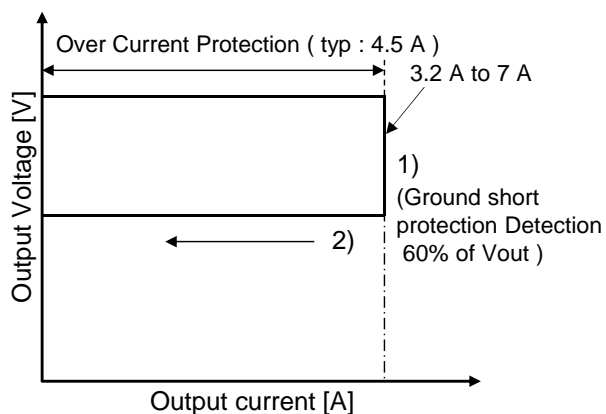 Over Current Protection ( typ : 4.5 A )
3.2 A to 7 A
Output Voltage [V]
1)
(Ground short
protection Detection
60% of Vout )
2)
Output current [A]